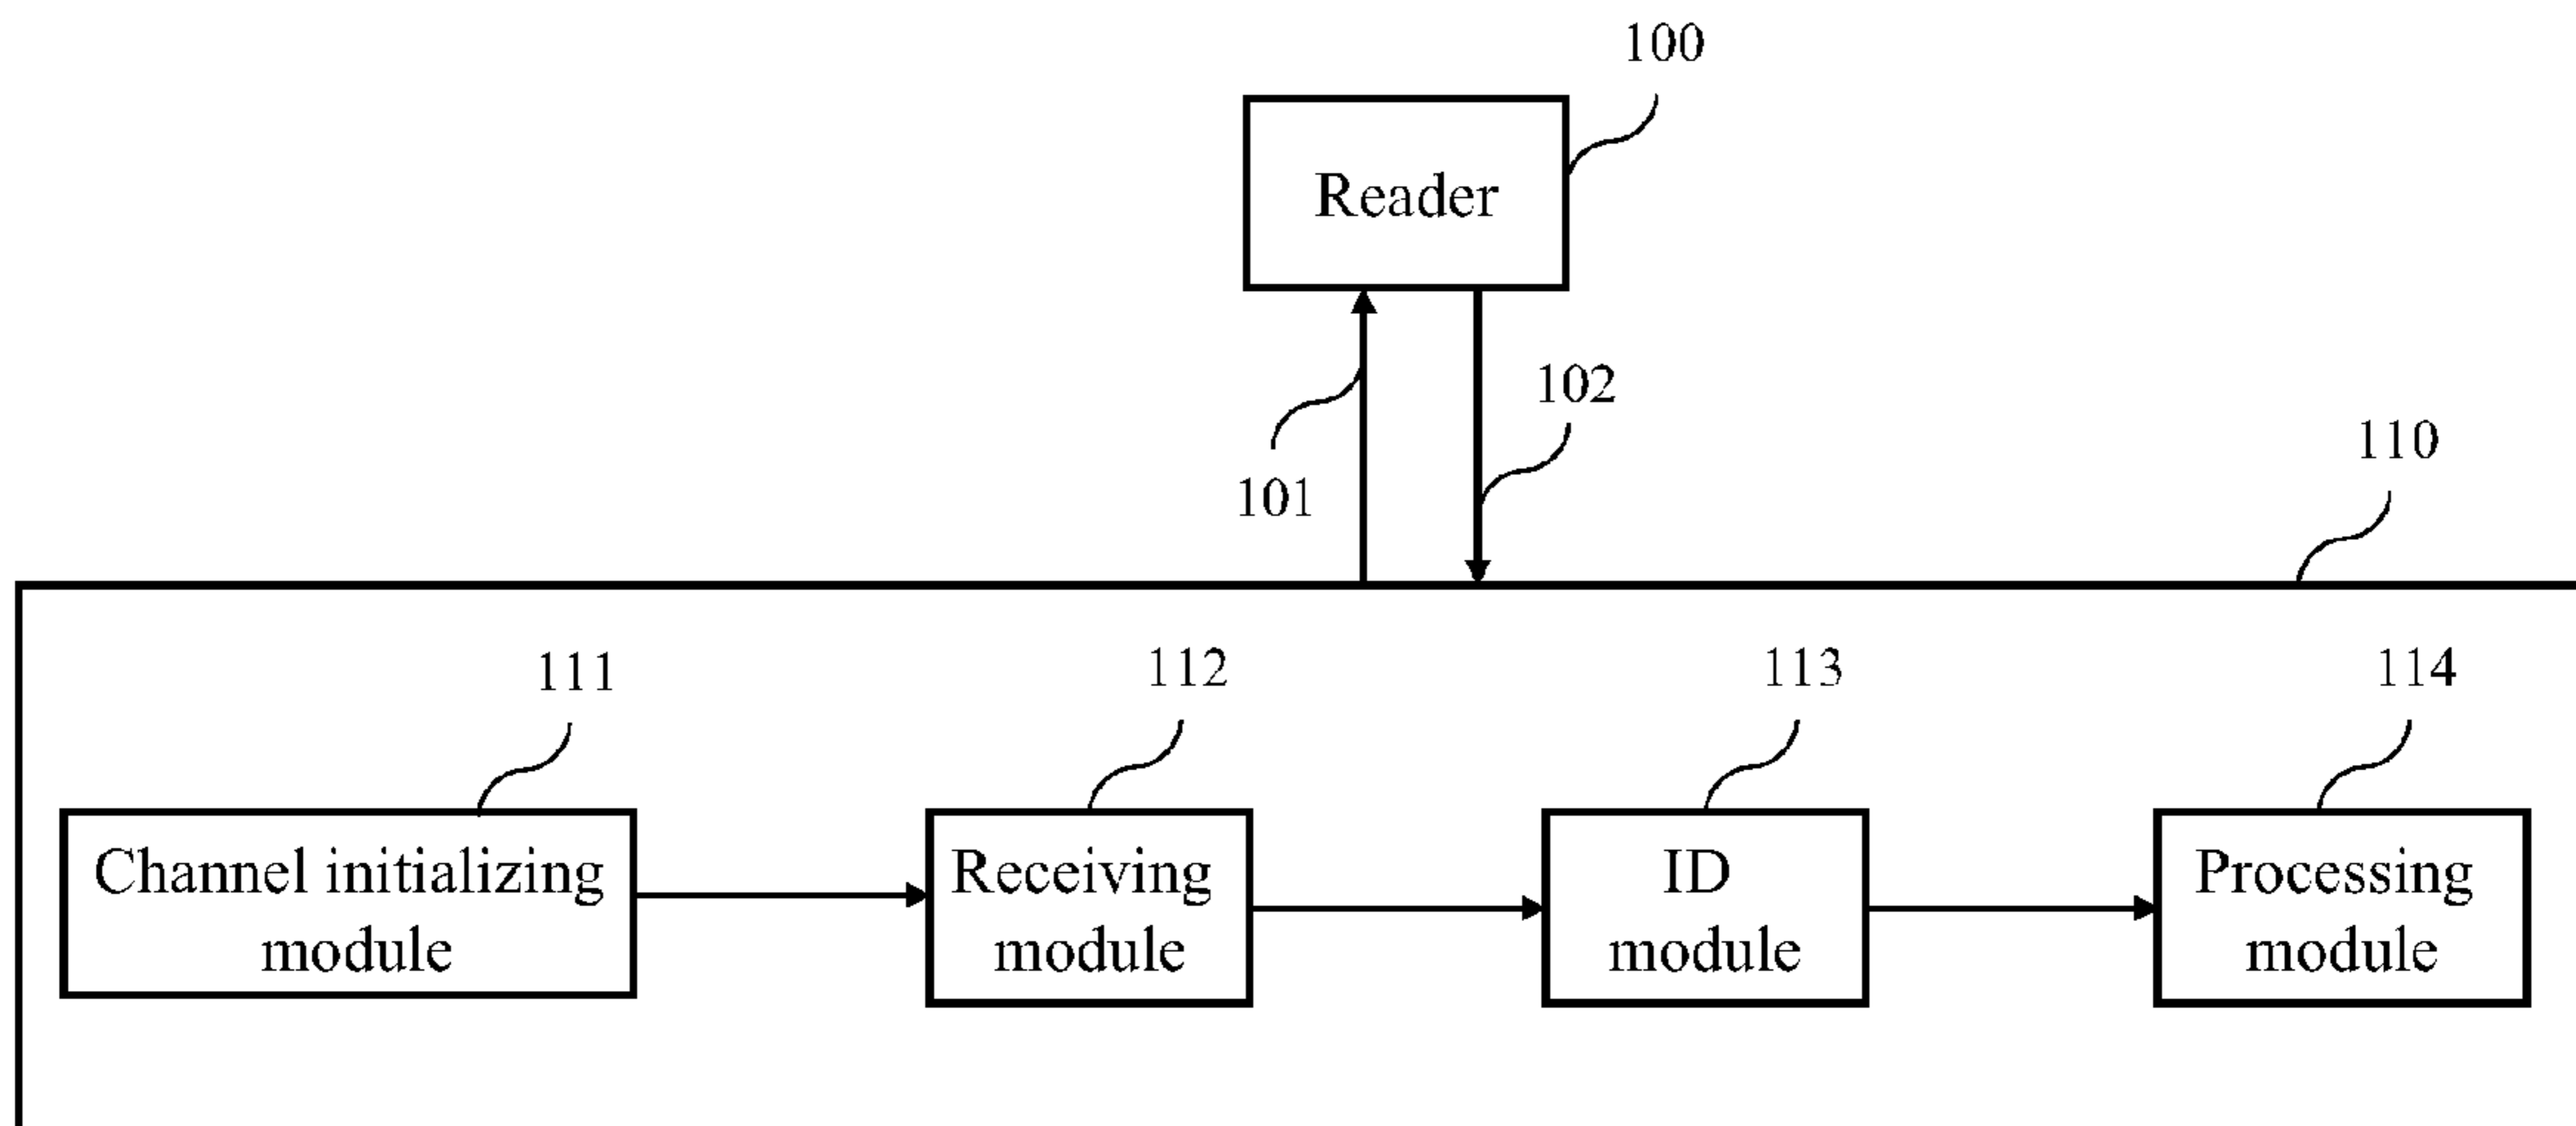 100
Reader
102
101
110
111
112
113
114
Channel initializing
module
Receiving
module
ID
module
Processing
module